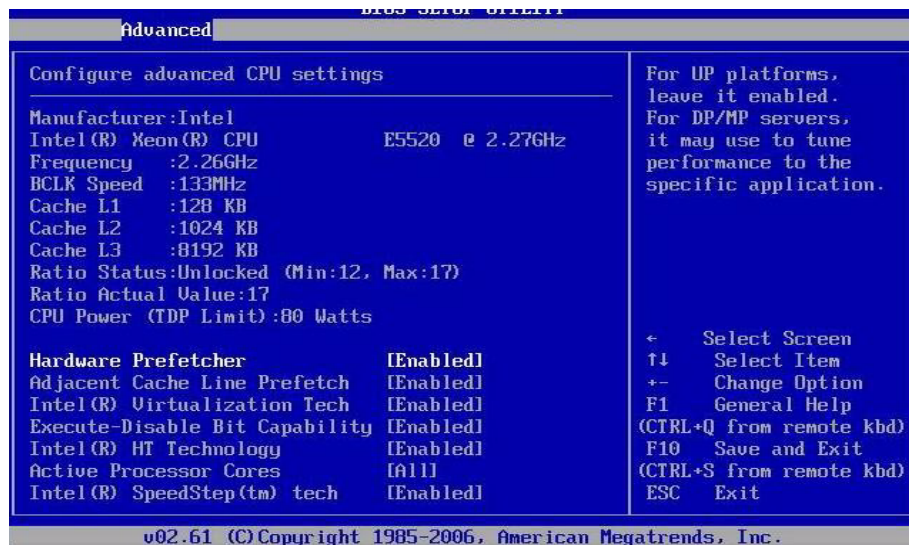 BIOS SETUP UTILITY
Advanced
Configure advanced CPU settings
Manufacturer:Intel
Intel(R) Xeon(R) CPU E5520 @ 2.27GHz
Frequency :2.26GHz
BCLK Speed :133MHz
Cache L1 :128 KB
Cache L2 :1024 KB
Cache L3 :8192 KB
Ratio Status:Unlocked (Min:12, Max:17)
Ratio Actual Value:17
CPU Power (TDP Limit):80 Watts
Hardware Prefetcher [Enabled]
Adjacent Cache Line Prefetch [Enabled]
Intel(R) Virtualization Tech [Enabled]
Execute-Disable Bit Capability [Enabled]
Intel(R) HT Technology [Enabled]
Active Processor Cores [All]
Intel(R) SpeedStep(tm) tech [Enabled]
For UP platforms,
leave it enabled.
For DP/MP servers,
it may use to tune
performance to the
specific application.
← Select Screen
↑↓ Select Item
+- Change Option
F1 General Help
(CTRL+Q from remote kbd)
F10 Save and Exit
(CTRL+S from remote kbd)
ESC Exit
v02.61 (C)Copyright 1985-2006, American Megatrends, Inc.